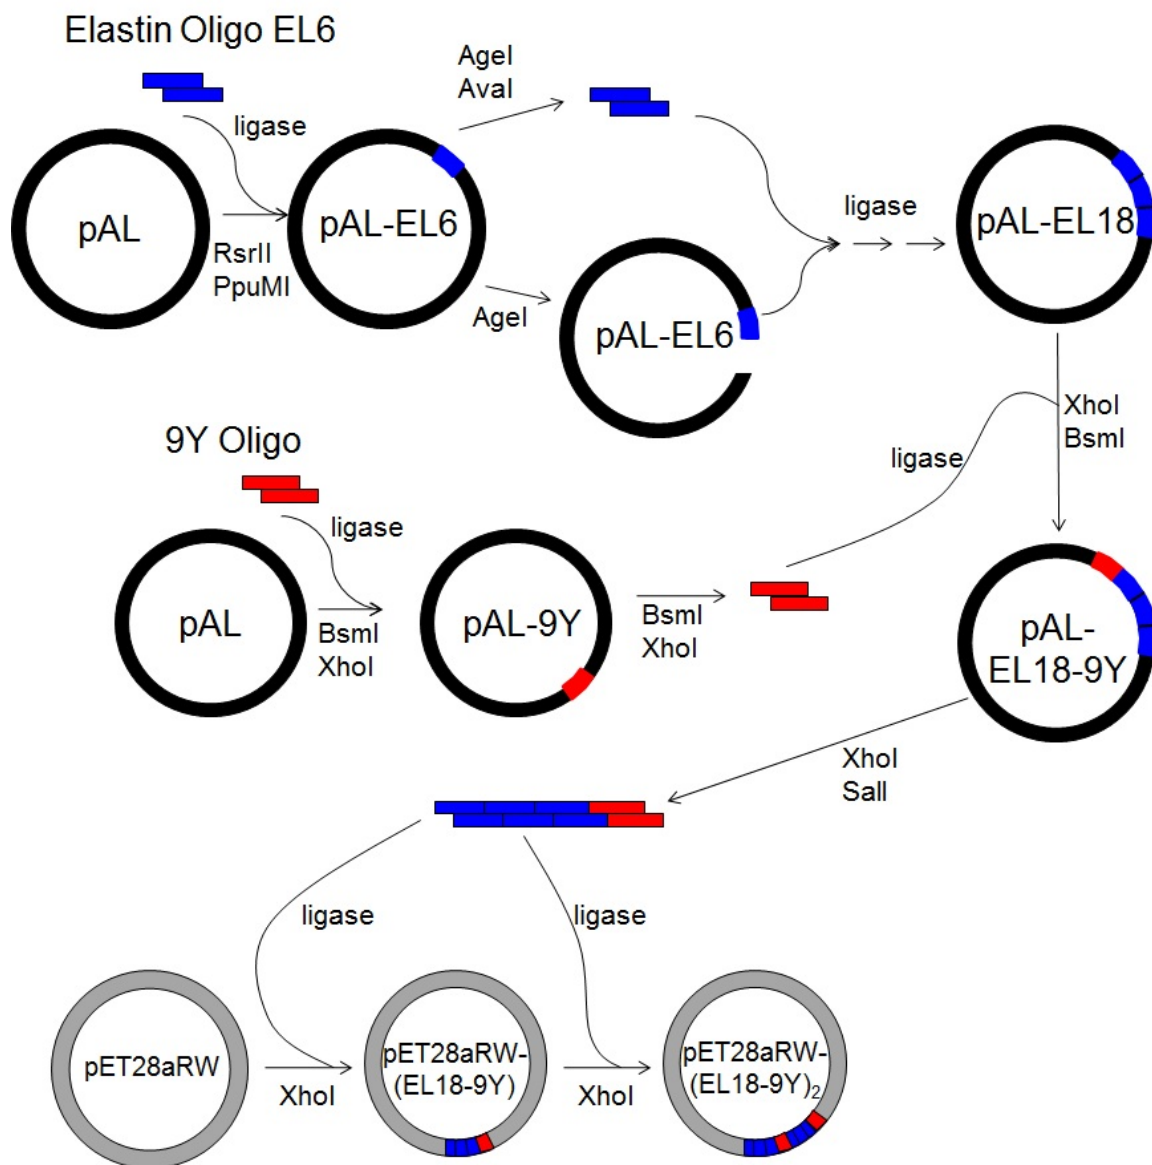 Elastin Oligo EL6
AgeI
AvaI
ligase
pAL
RsrII
PpuMI
pAL-EL6
AgeI
pAL-EL6
ligase
pAL-EL18
XhoI
BsmI
ligase
9Y Oligo
ligase
pAL
BsmI
XhoI
pAL-9Y
BsmI
XhoI
pAL-
EL18-9Y
XhoI
SalI
ligase
ligase
pET28aRW
XhoI
pET28aRW-
(EL18-9Y)
XhoI
pET28aRW-
(EL18-9Y)₂